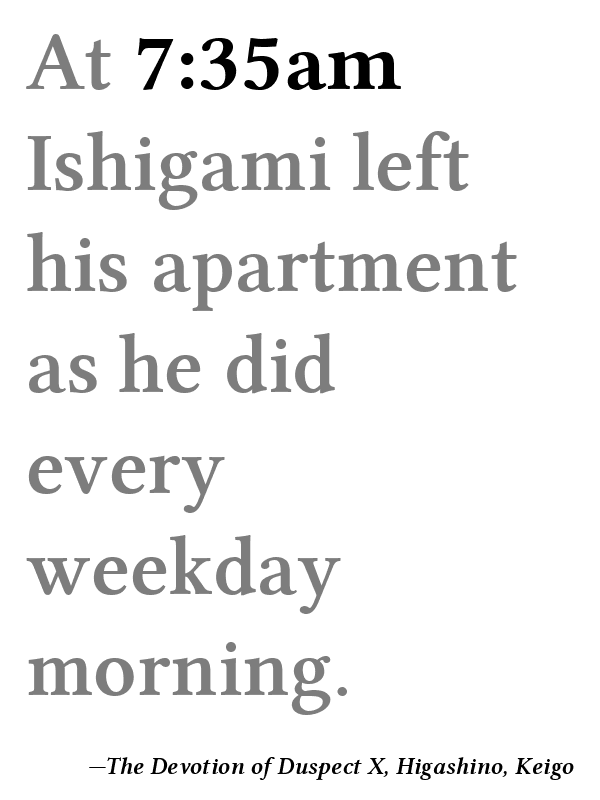 At 7:35am
Ishigami left
his apartment
as he did
every
weekday
morning.
—The Devotion of Duspect X, Higashino, Keigo